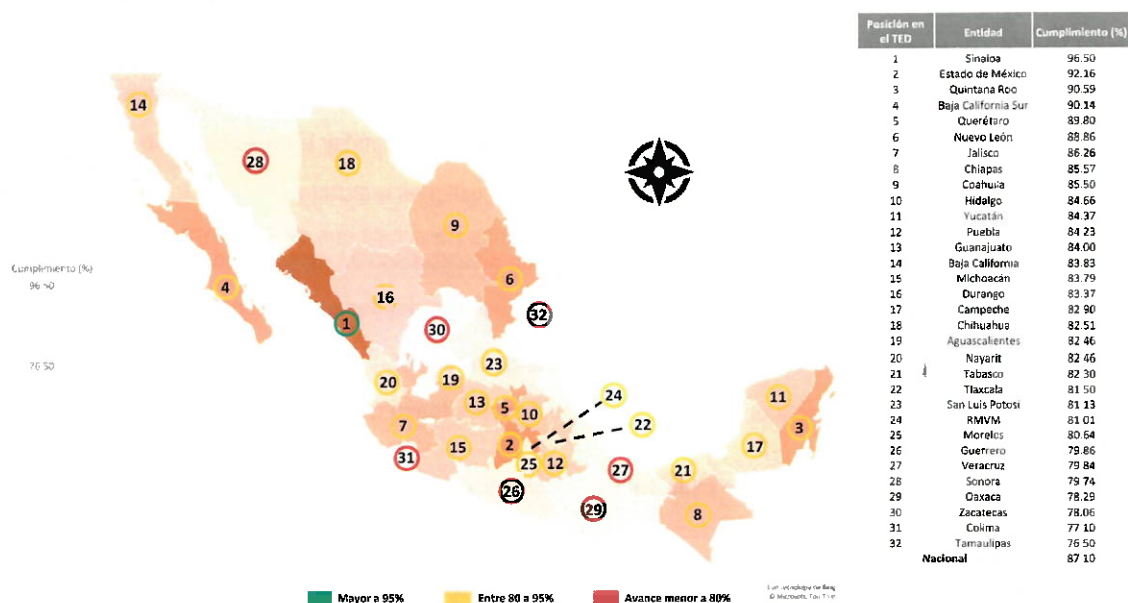 Posición en el TED Entidad Cumplimiento (%)
1 Sinaloa 96.50
2 Estado de México 92.16
3 Quintana Roo 90.59
4 Baja California Sur 90.14
5 Querétaro 89.80
6 Nuevo León 88.86
7 Jalisco 86.26
8 Chiapas 85.57
9 Coahuila 85.50
10 Hidalgo 84.66
11 Yucatán 84.37
12 Puebla 84.23
13 Guanajuato 84.00
14 Baja California 83.83
15 Michoacán 83.79
16 Durango 83.37
17 Campeche 82.90
18 Chihuahua 82.51
19 Aguascalientes 82.46
20 Nayarit 82.46
21 Tabasco 82.30
22 Tlaxcala 81.50
23 San Luis Potosí 81.13
24 RMVM 81.01
25 Morelos 80.64
26 Guerrero 79.86
27 Veracruz 79.84
28 Sonora 79.74
29 Oaxaca 78.29
30 Zacatecas 78.06
31 Colima 77.10
32 Tamaulipas 76.50
Nacional 87.10
14
28
18
9
Cumplimiento (%)
96.50
4
16
6
32
1
30
76.50
23
20
19
24
11
13
5
10
7
22
3
2
15
17
31
25
12
27
21
26
29
8
Mayor a 95% Entre 80 a 95% Avance menor a 80%
© Microsoft, TomTom